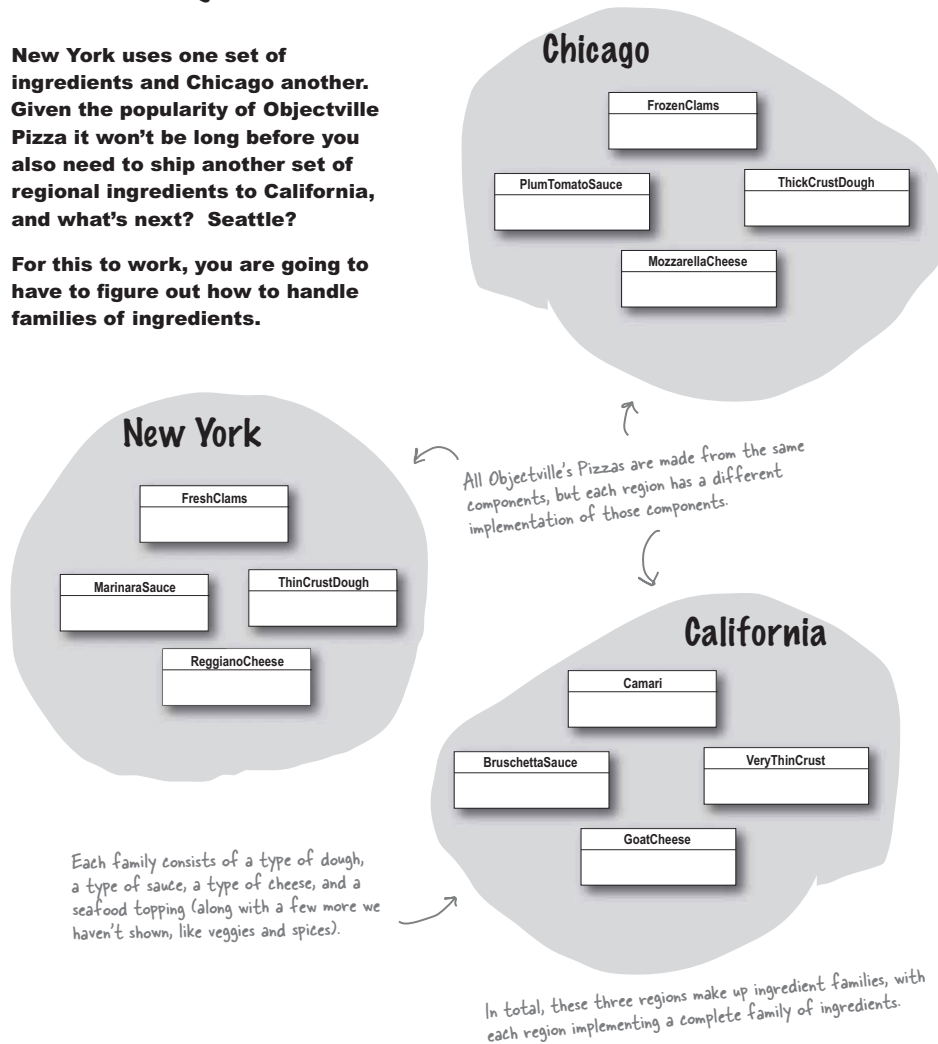 New York uses one set of
ingredients and Chicago another.
Given the popularity of Objectville
Pizza it won't be long before you
also need to ship another set of
regional ingredients to California,
and what's next? Seattle?
For this to work, you are going to
have to figure out how to handle
families of ingredients.
Chicago
FrozenClams
PlumTomatoSauce
ThickCrustDough
MozzarellaCheese
New York
FreshClams
MarinaraSauce
ThinCrustDough
ReggianoCheese
All Objectville's Pizzas are made from the same
components, but each region has a different
implementation of those components.
California
Camari
BruschettaSauce
VeryThinCrust
GoatCheese
Each family consists of a type of dough,
a type of sauce, a type of cheese, and a
seafood topping (along with a few more we
haven't shown, like veggies and spices).
In total, these three regions make up ingredient families, with
each region implementing a complete family of ingredients.